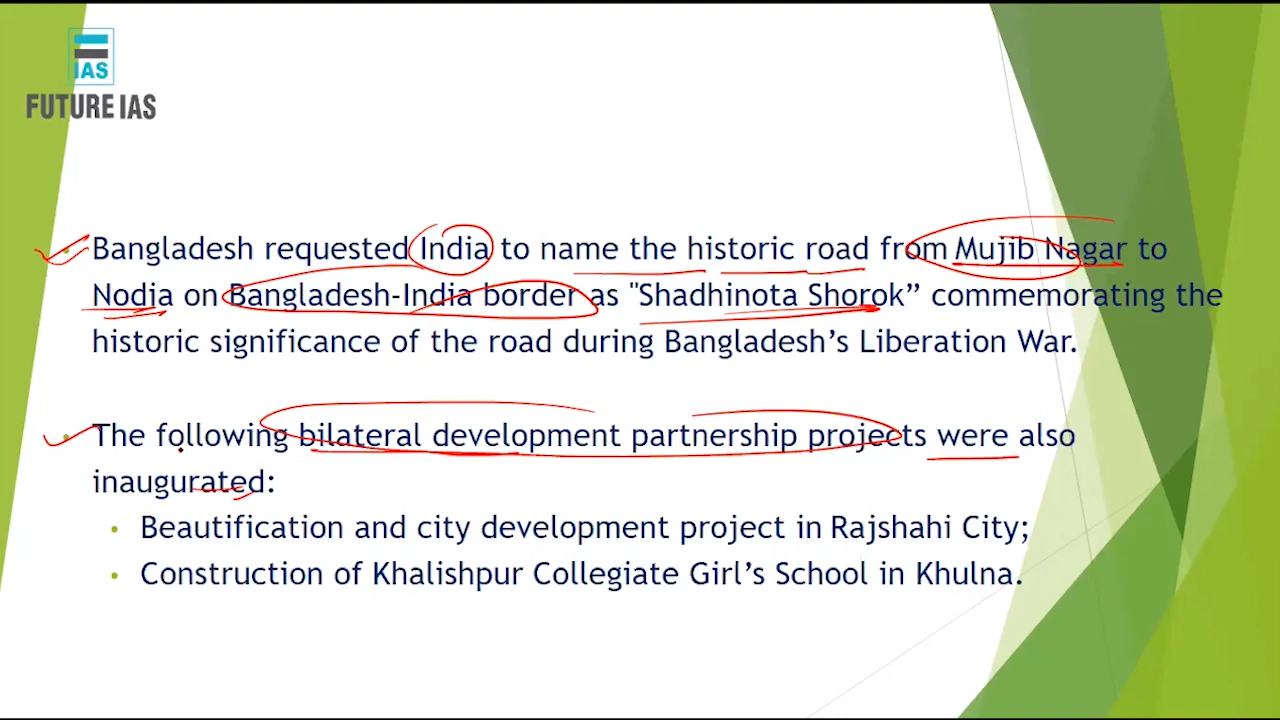 IAS
FUTURE IAS
Bangladesh requested India to name the historic road from Mujib Nagar to
Nodia on Bangladesh-India border as "Shadhinota Shorok” commemorating the
historic significance of the road during Bangladesh’s Liberation War.
The following bilateral development partnership projects were also
inaugurated:
• Beautification and city development project in Rajshahi City;
• Construction of Khalishpur Collegiate Girl’s School in Khulna.